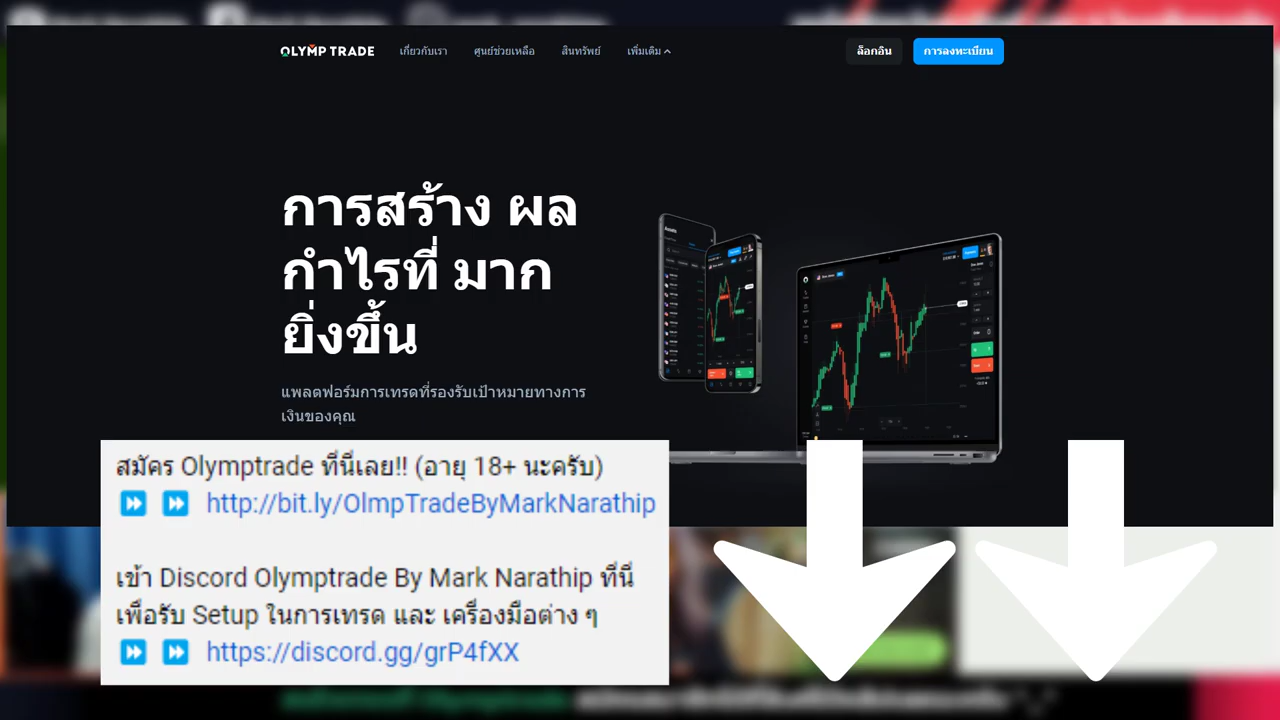 OLYMP TRADE
เกี่ยวกับเรา
ศูนย์ช่วยเหลือ
สินทรัพย์
เพิ่มเติม
ล็อกอิน
การลงทะเบียน
การสร้าง ผล
กำไรที่ มาก
ยิ่งขึ้น
แพลตฟอร์มการเทรดที่รองรับเป้าหมายทางการ
เงินของคุณ
สมัคร Olymptrade ที่นี่เลย!! (อายุ 18+ นะครับ)
http://bit.ly/OlmpTradeByMarkNarathip
เข้า Discord Olymptrade By Mark Narathip ที่นี่
เพื่อรับ Setup ในการเทรด และ เครื่องมือต่าง ๆ
https://discord.gg/grP4fXX